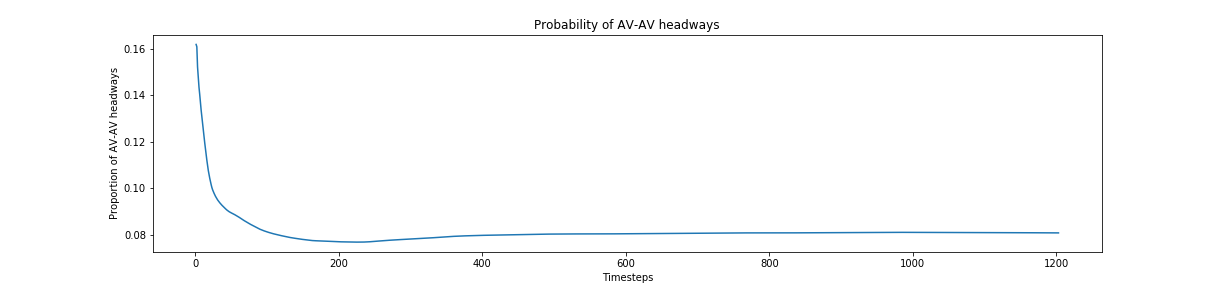 Probability of AV-AV headways
Proportion of AV-AV headways
0.16
0.14
0.12
0.10
0.08
0 200 400 600 800 1000 1200
Timesteps